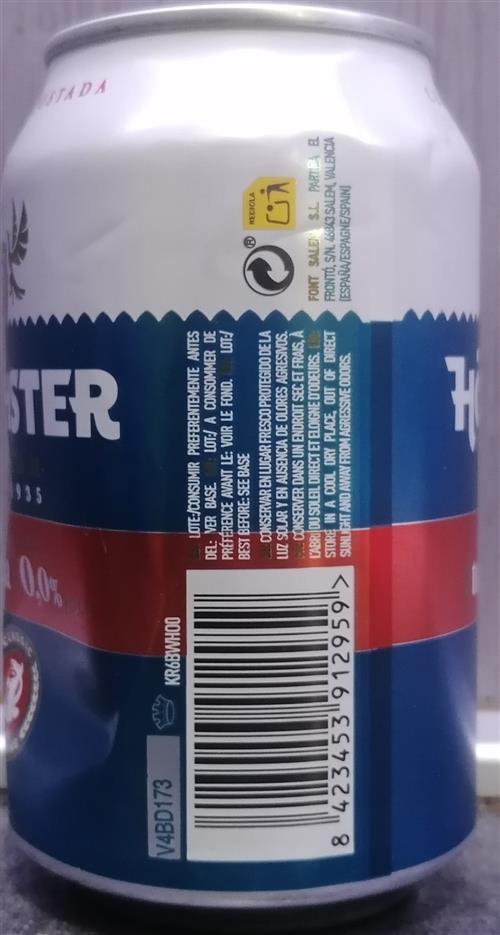 OSTADA
STER
1935
0,0%
RECICLA
FONT SALEM S.L. PARTIDA EL
FRONTÓ, S/N. 46843 SALEM, VALENCIA
(ESPAÑA/ESPAGNE/SPAIN)
LOTE:/CONSUMIR PREFERENTEMENTE ANTES
DEL: VER BASE. LOT:/ A CONSOMMER DE
PRÉFÉRENCE AVANT LE: VOIR LE FOND. LOT:/
BEST BEFORE: SEE BASE
CONSERVAR EN LUGAR FRESCO PROTEGIDO DE LA
LUZ SOLAR Y EN AUSENCIA DE OLORES AGRESIVOS.
CONSERVER DANS UN ENDROIT SEC ET FRAIS, À
L'ABRI DU SOLEIL DIRECT ET ELOIGNE D'ODEURS.
STORE IN A COOL DRY PLACE, OUT OF DIRECT
SUNLIGHT AND AWAY FROM AGRESSIVE ODORS.
KR6BWH00
V4BD173
8 423453 912959 >